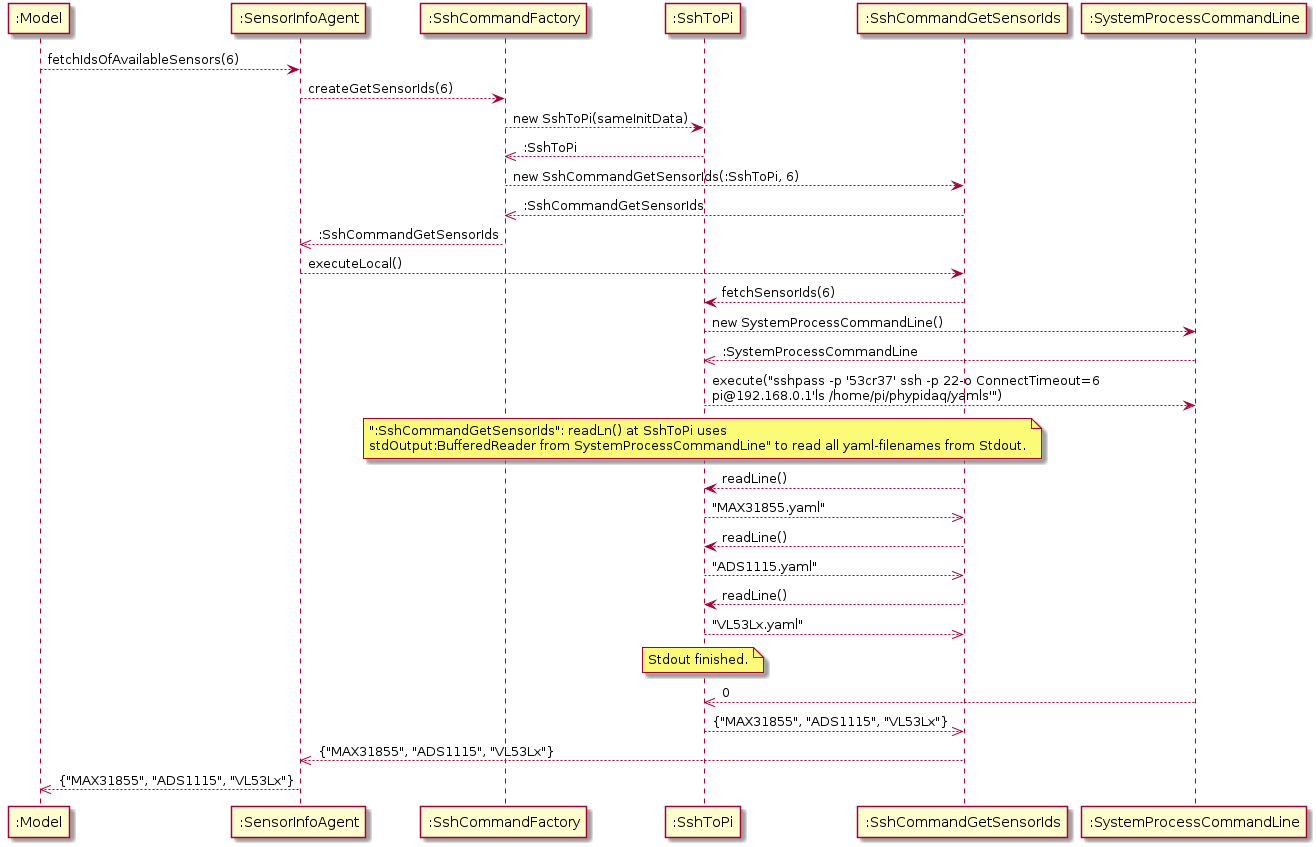 :Model
:SensorInfoAgent
:SshCommandFactory
:SshToPi
:SshCommandGetSensorIds
:SystemProcessCommandLine
fetchIdsOfAvailableSensors(6)
createGetSensorIds(6)
new SshToPi(sameInitData)
:SshToPi
new SshCommandGetSensorIds(:SshToPi, 6)
:SshCommandGetSensorIds
:SshCommandGetSensorIds
executeLocal()
fetchSensorIds(6)
new SystemProcessCommandLine()
:SystemProcessCommandLine
execute("sshpass -p '53cr37' ssh -p 22-o ConnectTimeout=6
pi@192.168.0.1'ls /home/pi/phypidaq/yamls'")
":SshCommandGetSensorIds": readLn() at SshToPi uses
stdOutput:BufferedReader from SystemProcessCommandLine" to read all yaml-filenames from Stdout.
readLine()
"MAX31855.yaml"
readLine()
"ADS1115.yaml"
readLine()
"VL53Lx.yaml"
Stdout finished.
0
{"MAX31855", "ADS1115", "VL53Lx"}
{"MAX31855", "ADS1115", "VL53Lx"}
{"MAX31855", "ADS1115", "VL53Lx"}
:Model
:SensorInfoAgent
:SshCommandFactory
:SshToPi
:SshCommandGetSensorIds
:SystemProcessCommandLine